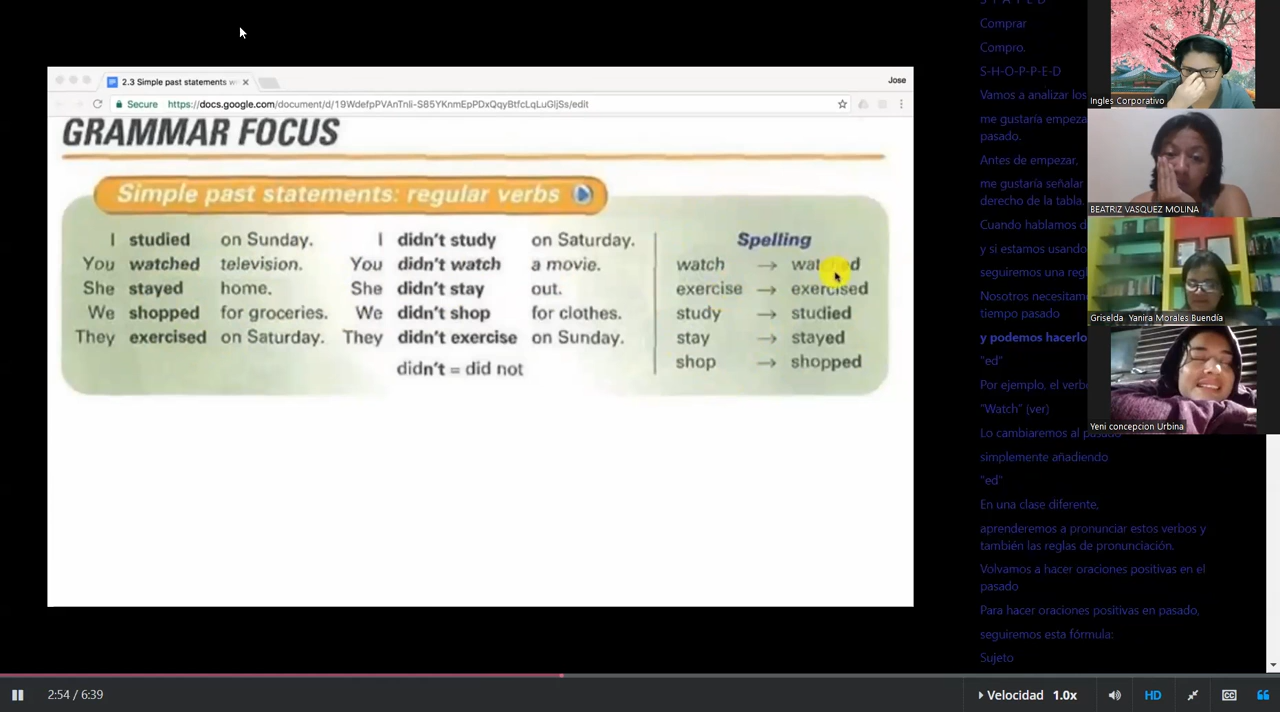 2.3 Simple past statements w
Jose
Secure https://docs.google.com/document/d/19WdefpPVAnTnli-S85YKnmEpPDxQqyBtfcLqLuGljSs/edit
GRAMMAR FOCUS
Simple past statements: regular verbs
I studied on Sunday. I didn't study on Saturday.
You watched television. You didn't watch a movie.
She stayed home. She didn't stay out.
We shopped for groceries. We didn't shop for clothes.
They exercised on Saturday. They didn't exercise on Sunday.
didn't = did not
Spelling
watch → watched
exercise → exercised
study → studied
stay → stayed
shop → shopped
Comprar
Compro.
S-H-O-P-P-E-D
Vamos a analizar los
me gustaría empeza
pasado.
Antes de empezar,
me gustaría señalar
derecho de la tabla.
Cuando hablamos d
y si estamos usando
seguiremos una reg
Nosotros necesitam
tiempo pasado
y podemos hacerlo
"ed"
Por ejemplo, el verb
"Watch" (ver)
Lo cambiaremos al pasado
simplemente añadiendo
"ed"
En una clase diferente,
aprenderemos a pronunciar estos verbos y
también las reglas de pronunciación.
Volvamos a hacer oraciones positivas en el
pasado
Para hacer oraciones positivas en pasado,
seguiremos esta fórmula:
Sujeto
Ingles Corporativo
BEATRIZ VASQUEZ MOLINA
Griselda Yanira Morales Buendía
Yeni concepcion Urbina
2:54 / 6:39
Velocidad 1.0x
HD
CC